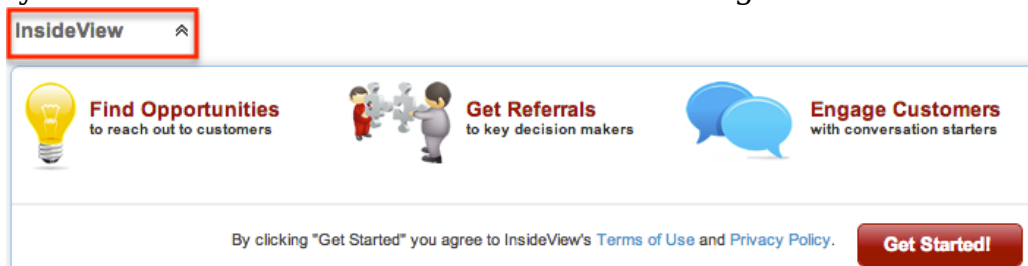 InsideView
Find Opportunities
to reach out to customers
Get Referrals
to key decision makers
Engage Customers
with conversation starters
By clicking "Get Started" you agree to InsideView's Terms of Use and Privacy Policy.
Get Started!